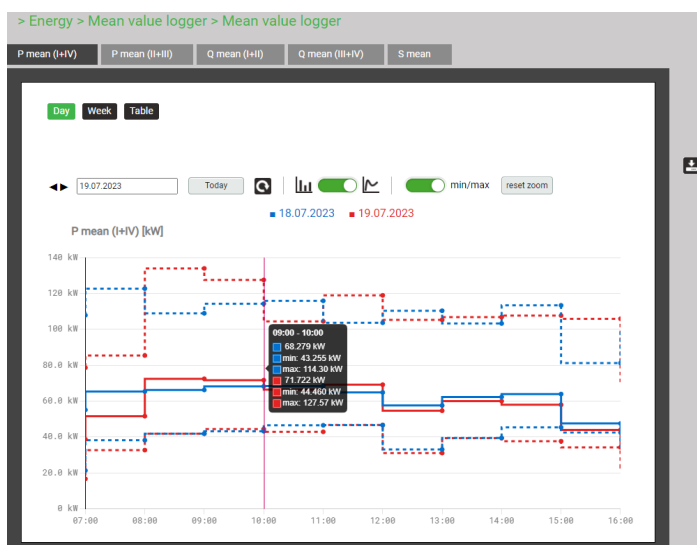 > Energy > Mean value logger > Mean value logger
P mean (I+IV)
P mean (II+III)
Q mean (I+II)
Q mean (III+IV)
S mean
Day
Week
Table
19.07.2023
Today
min/max
reset zoom
18.07.2023
19.07.2023
P mean (I+IV) [kW]
140 kW
120 kW
100 kW
80.0 kW
60.0 kW
40.0 kW
20.0 kW
0 kW
09:00 - 10:00
68.279 kW
min: 43.255 kW
max: 114.30 kW
71.722 kW
min: 44.460 kW
max: 127.57 kW
07:00
08:00
09:00
10:00
11:00
12:00
13:00
14:00
15:00
16:00